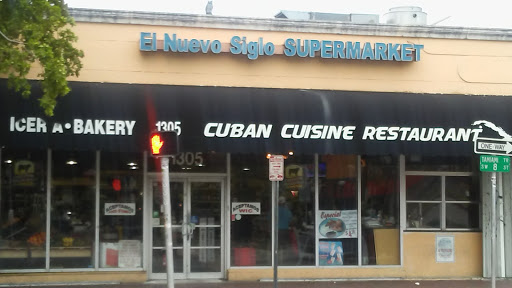 El Nuevo Siglo SUPERMARKET
ICER A • BAKERY 1305 CUBAN CUISINE RESTAURANT
ONE WAY
1305
TAMIAMI
SW 8 ST
ACEPTAMOS
WIC
Especial